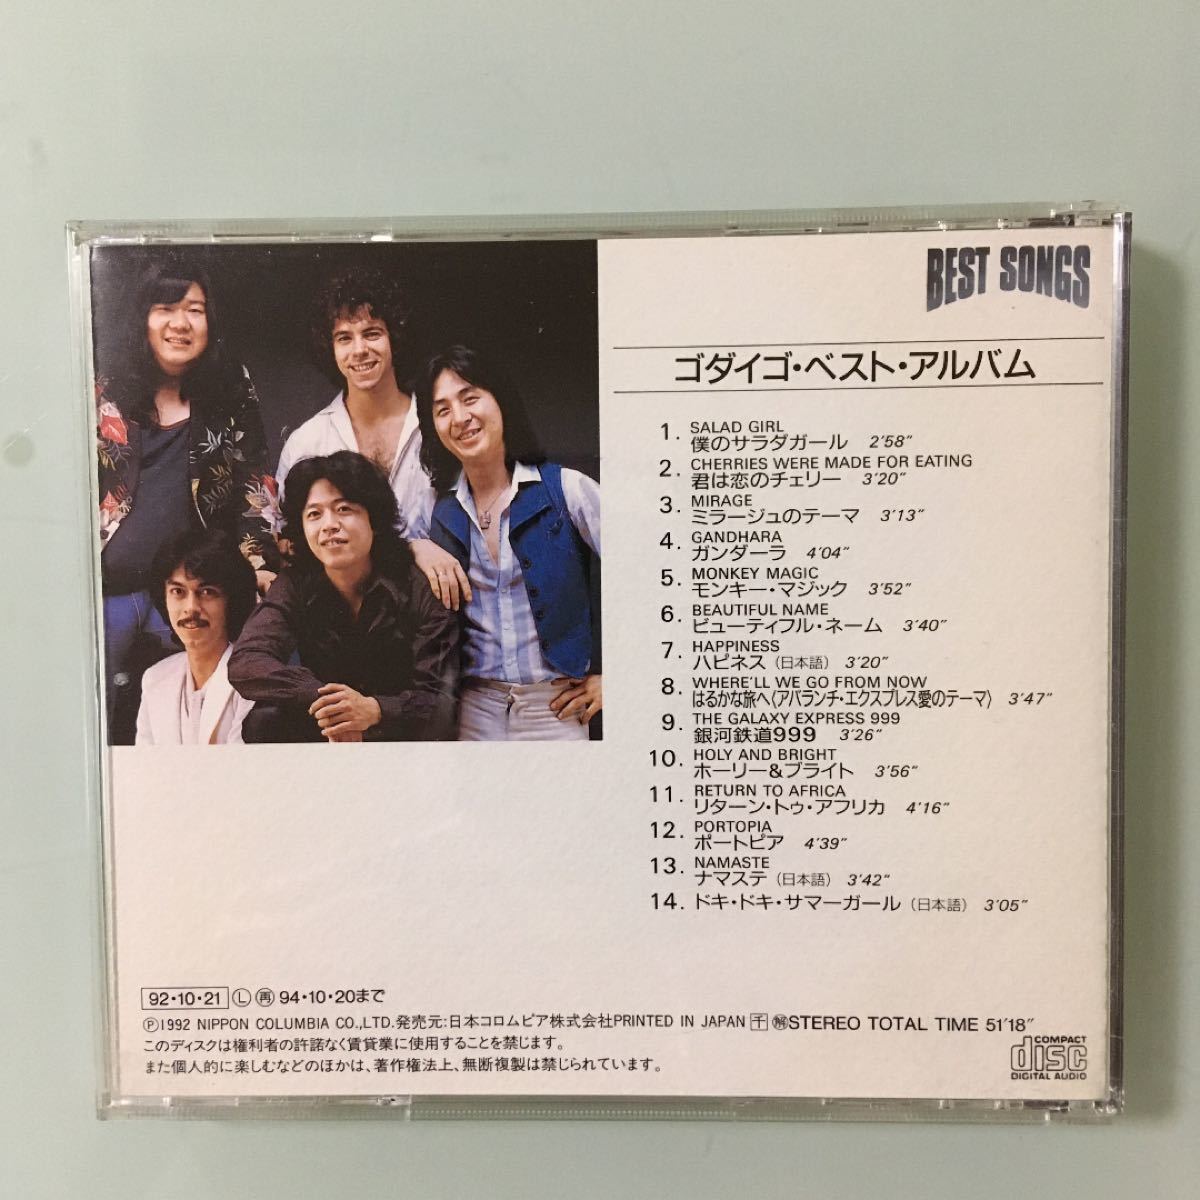 BEST SONGS
ゴダイゴ・ベスト・アルバム
1. SALAD GIRL
僕のサラダガール 2'58"
2. CHERRIES WERE MADE FOR EATING
君は恋のチェリー 3'20"
3. MIRAGE
ミラージュのテーマ 3'13"
4. GANDHARA
ガンダーラ 4'04"
5. MONKEY MAGIC
モンキー・マジック 3'52"
6. BEAUTIFUL NAME
ビューティフル・ネーム 3'40"
7. HAPPINESS
ハピネス(日本語) 3'20"
8. WHERE'LL WE GO FROM NOW
はるかな旅へ〈アバランチ・エクスプレス愛のテーマ〉 3'47"
9. THE GALAXY EXPRESS 999
銀河鉄道999 3'26"
10. HOLY AND BRIGHT
ホーリー&ブライト 3'56"
11. RETURN TO AFRICA
リターン・トゥ・アフリカ 4'16"
12. PORTOPIA
ポートピア 4'39"
13. NAMASTE
ナマステ(日本語) 3'42"
14. ドキ・ドキ・サマーガール(日本語) 3'05"
92・10・21 Ⓛ ㊞再 94・10・20まで
Ⓟ1992 NIPPON COLUMBIA CO.,LTD.発売元:日本コロムビア株式会社PRINTED IN JAPAN 千 解STEREO TOTAL TIME 51'18"
このディスクは権利者の許諾なく賃貸業に使用することを禁じます。
また個人的に楽しむなどのほかは、著作権法上、無断複製は禁じられています。
COMPACT
disc
DIGITAL AUDIO